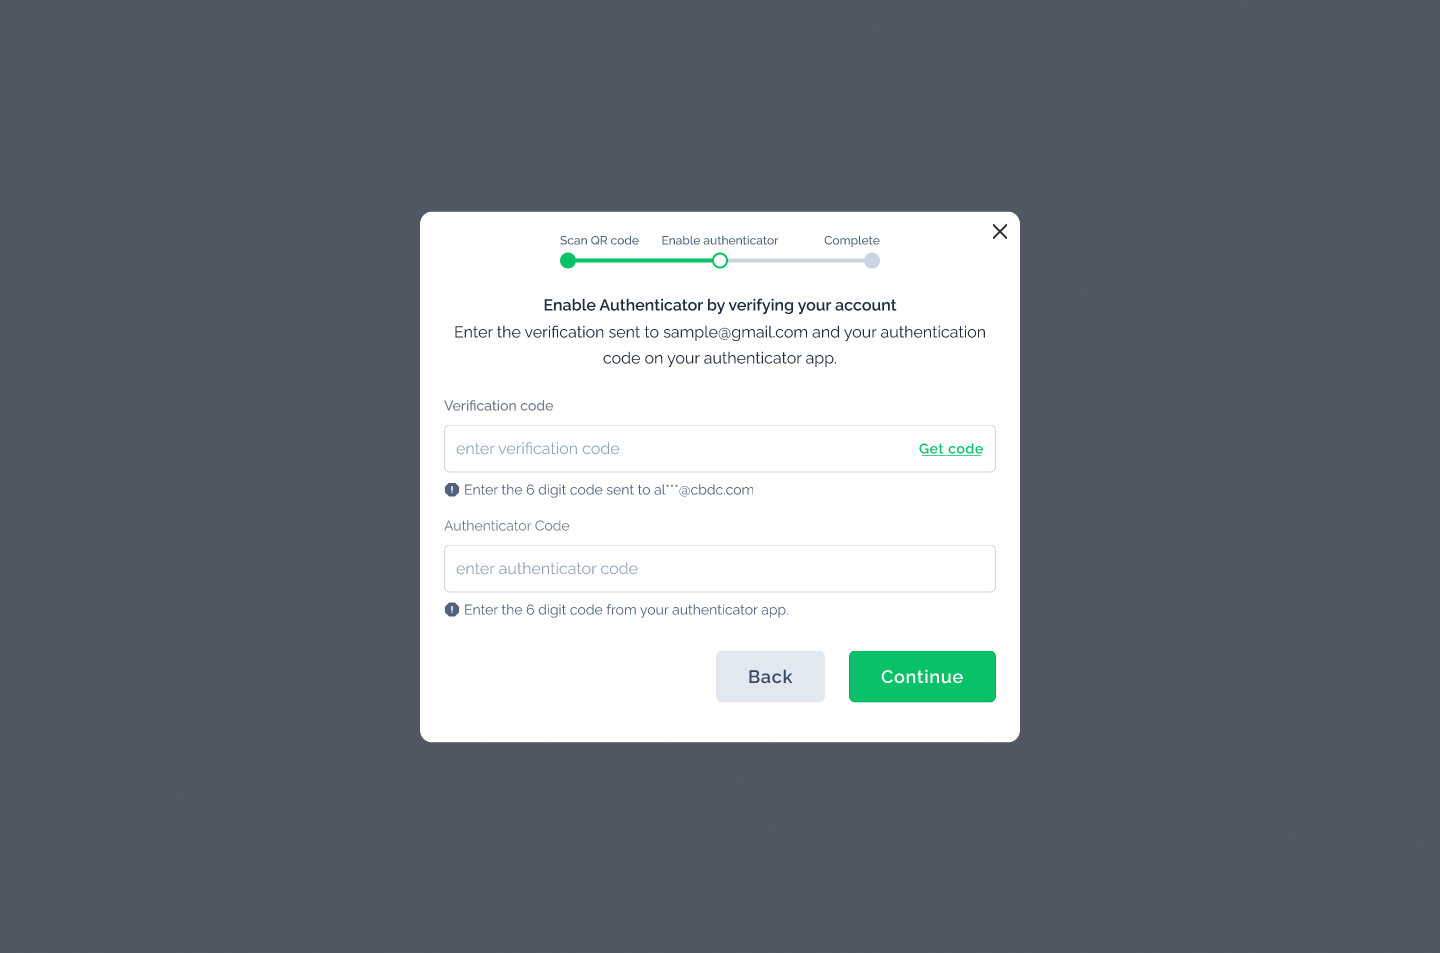 Scan QR code
Enable authenticator
Complete
Enable Authenticator by verifying your account
Enter the verification sent to sample@gmail.com and your authentication
code on your authenticator app.
Verification code
enter verification code
Get code
Enter the 6 digit code sent to al***@cbdc.com
Authenticator Code
enter authenticator code
Enter the 6 digit code from your authenticator app.
Back
Continue